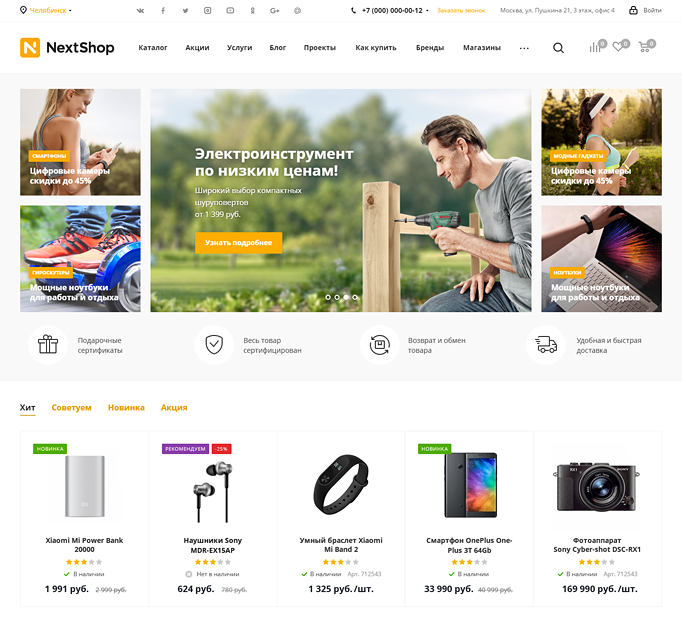 Челябинск
+7 (000) 000-00-12
Заказать звонок
Москва, ул. Пушкина 21, 3 этаж, офис 4
Войти
NextShop
Каталог
Акции
Услуги
Блог
Проекты
Как купить
Бренды
Магазины
0
0
0
СМАРТФОНЫ
Цифровые камеры
скидки до 45%
ГИРОСКУТЕРЫ
Мощные ноутбуки
для работы и отдыха
Электроинструмент
по низким ценам!
Широкий выбор компактных
шуруповертов
от 1 399 руб.
Узнать подробнее
МОДНЫЕ ГАДЖЕТЫ
Цифровые камеры
скидки до 45%
НОУТБУКИ
Мощные ноутбуки
для работы и отдыха
Подарочные
сертификаты
Весь товар
сертифицирован
Возврат и обмен
товара
Удобная и быстрая
доставка
Хит
Советуем
Новинка
Акция
НОВИНКА
Xiaomi Mi Power Bank
20000
В наличии
1 991 руб. 2 999 руб.
РЕКОМЕНДУЕМ
-25%
Наушники Sony
MDR-EX15AP
Нет в наличии
624 руб. 780 руб.
Умный браслет Xiaomi
Mi Band 2
В наличии Арт. 712543
1 325 руб./шт.
НОВИНКА
Смартфон OnePlus One-
Plus 3T 64Gb
В наличии
33 990 руб. 40 999 руб.
RX1
SONY
Фотоаппарат
Sony Cyber-shot DSC-RX1
В наличии Арт. 712543
169 990 руб./шт.